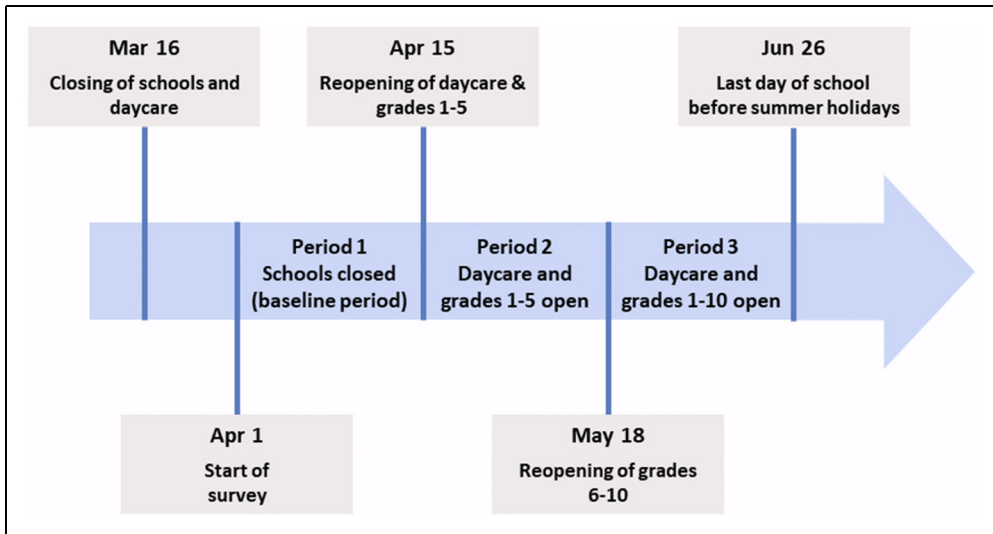 Mar 16
Closing of schools and
daycare
Apr 15
Reopening of daycare &
grades 1-5
Jun 26
Last day of school
before summer holidays
Period 1
Schools closed
(baseline period)
Period 2
Daycare and
grades 1-5 open
Period 3
Daycare and
grades 1-10 open
Apr 1
Start of
survey
May 18
Reopening of grades
6-10